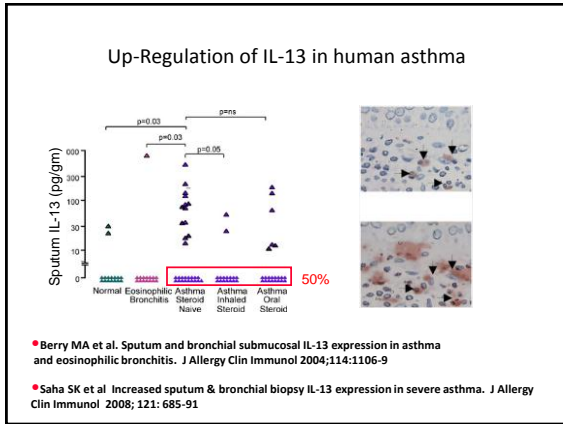 Up-Regulation of IL-13 in human asthma
p=ns
p=0.03
p=0.03
p=0.05
Sputum IL-13 (pg/gm)
000
300
100
30
10
0
50%
Normal
Eosinophilic
Bronchitis
Asthma
Steroid
Naive
Asthma
Inhaled
Steroid
Asthma
Oral
Steroid
•Berry MA et al. Sputum and bronchial submucosal IL-13 expression in asthma
and eosinophilic bronchitis. J Allergy Clin Immunol 2004;114:1106-9
•Saha SK et al Increased sputum & bronchial biopsy IL-13 expression in severe asthma. J Allergy
Clin Immunol 2008; 121: 685-91